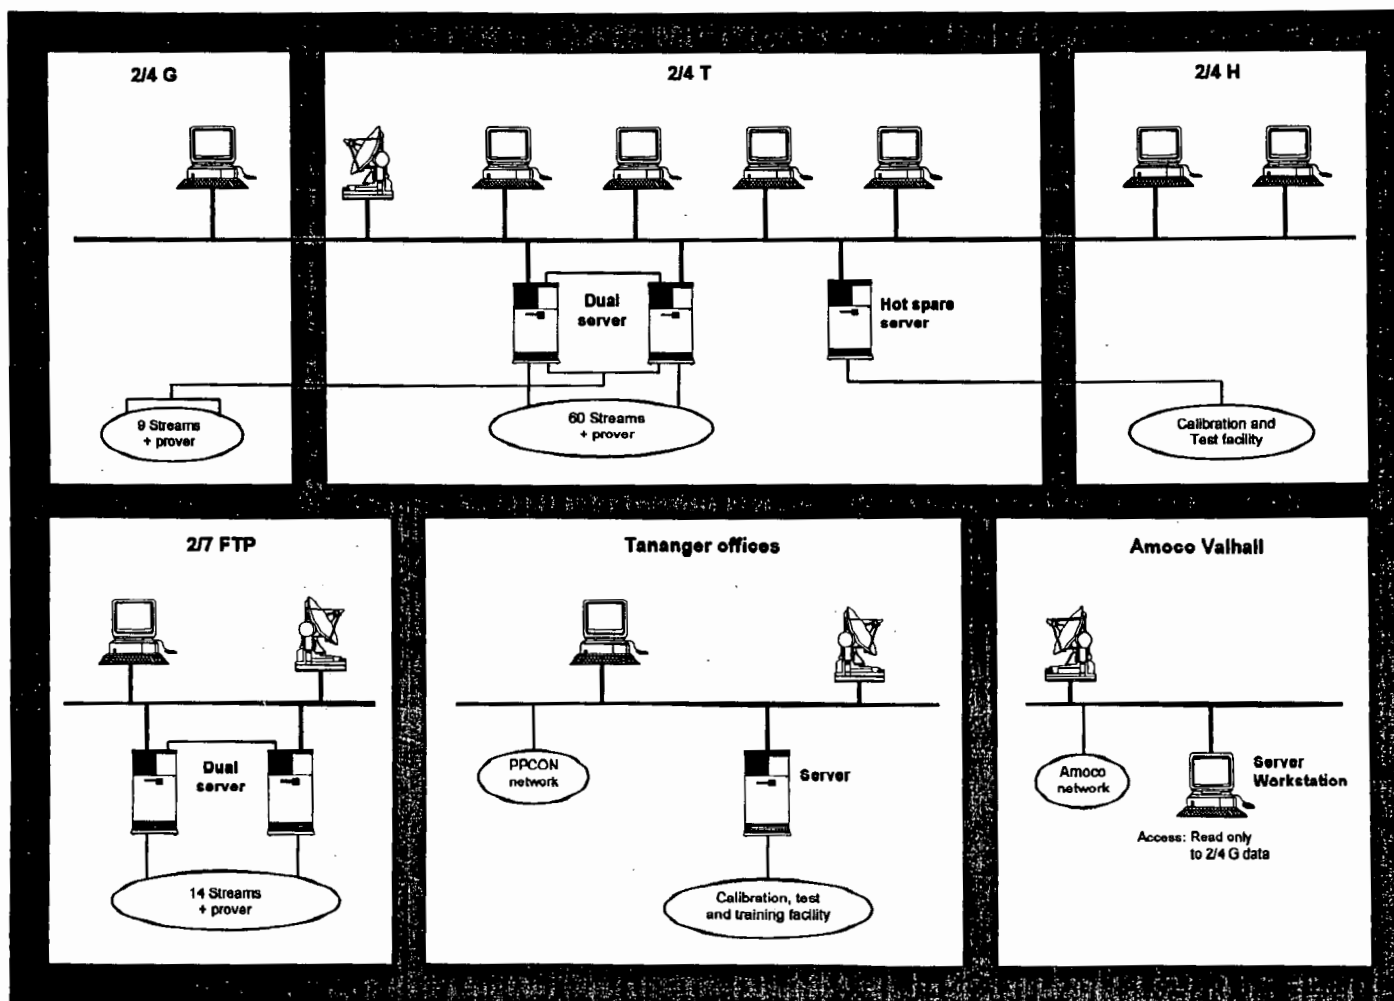 2/4 G
2/4 T
2/4 H
Dual
server
Hot spare
server
9 Streams
+ prover
60 Streams
+ prover
Calibration and
Test facility
2/7 FTP
Tananger offices
Amoco Valhall
Dual
server
PPCON
network
Server
Amoco
network
Server
Workstation
Access: Read only
to 2/4 G data
14 Streams
+ prover
Calibration, test
and training facility